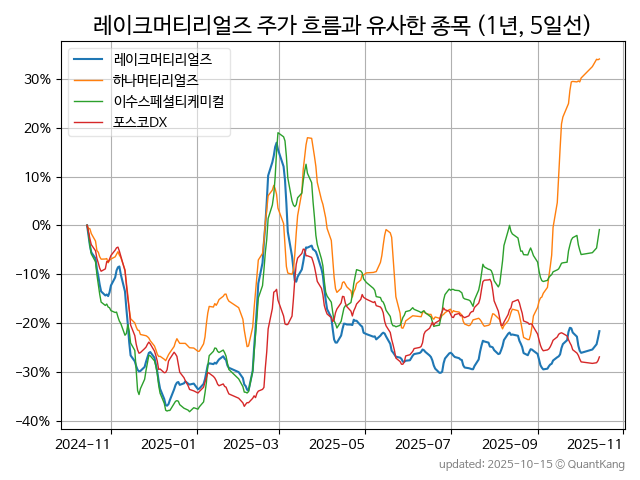 레이크머티리얼즈 주가 흐름과 유사한 종목 (1년, 5일선)
레이크머티리얼즈
하나머티리얼즈
이수스페셜티케미컬
포스코DX
30%
20%
10%
0%
−10%
−20%
−30%
−40%
2024-11 2025-01 2025-03 2025-05 2025-07 2025-09 2025-11
updated: 2025-10-15 ⓒ QuantKang